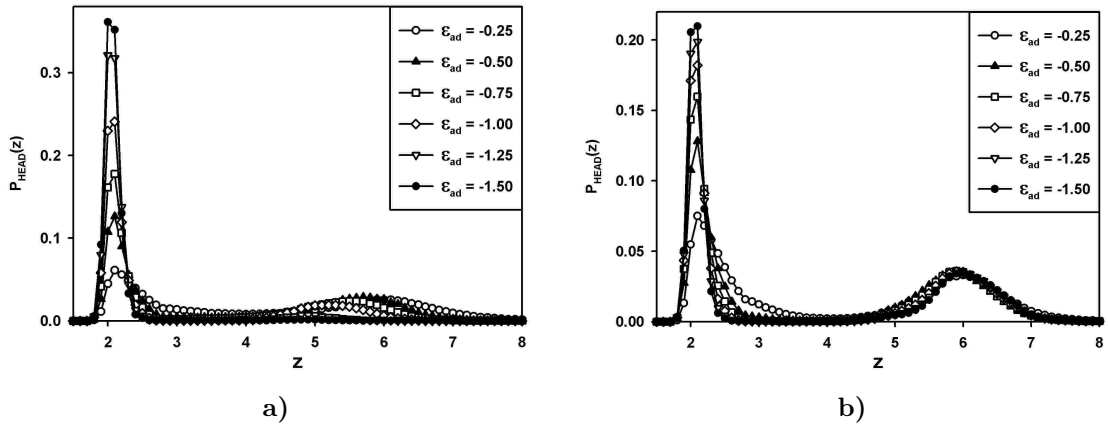 P_HEAD(z)
0.3
0.2
0.1
0.0
2 3 4 5 6 7 8
z
ε_ad = -0.25
ε_ad = -0.50
ε_ad = -0.75
ε_ad = -1.00
ε_ad = -1.25
ε_ad = -1.50
a)
P_HEAD(z)
0.20
0.15
0.10
0.05
0.00
2 3 4 5 6 7 8
z
ε_ad = -0.25
ε_ad = -0.50
ε_ad = -0.75
ε_ad = -1.00
ε_ad = -1.25
ε_ad = -1.50
b)